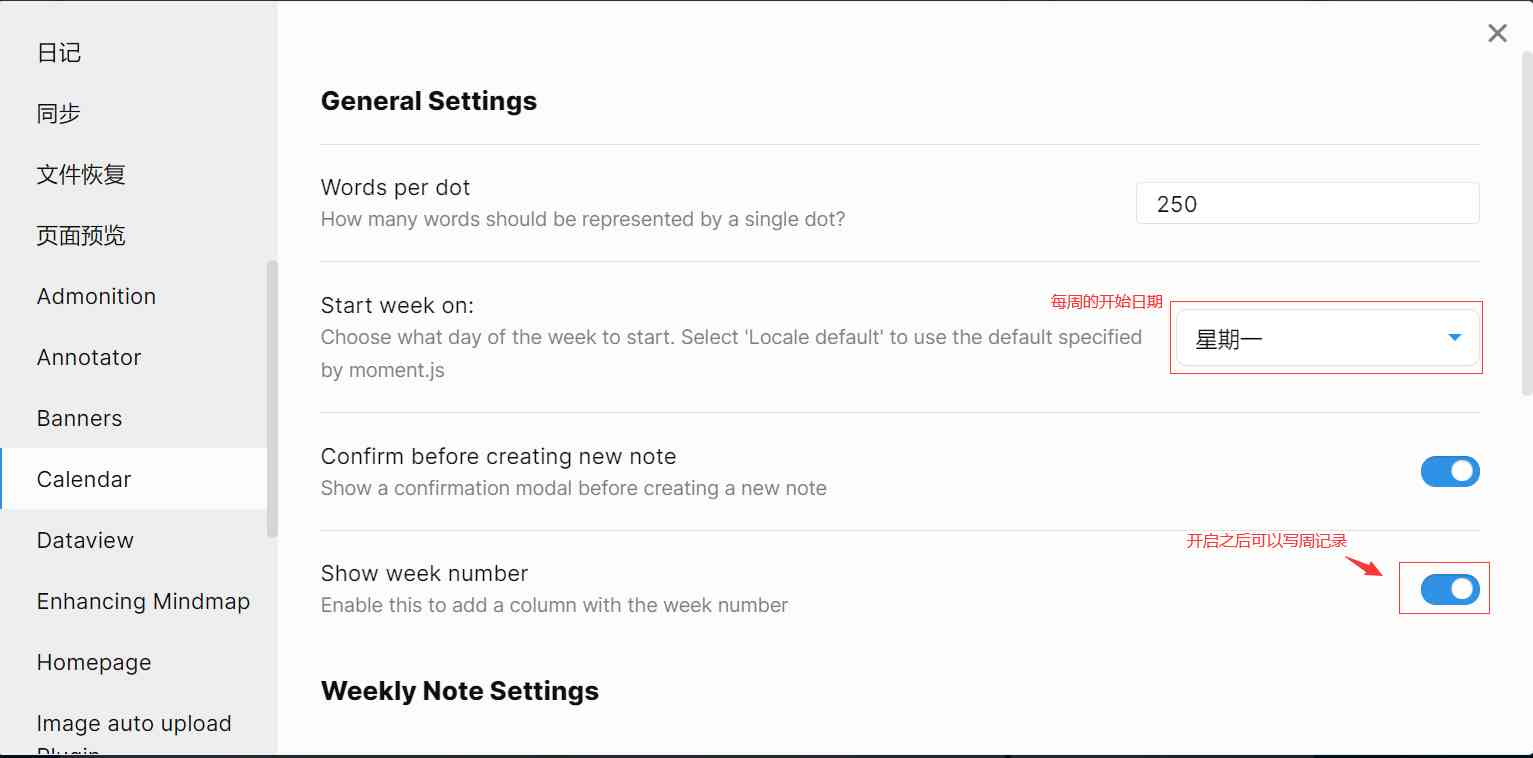 日记
同步
文件恢复
页面预览
Admonition
Annotator
Banners
Calendar
Dataview
Enhancing Mindmap
Homepage
Image auto upload
Plugin
General Settings
Words per dot
How many words should be represented by a single dot?
250
Start week on:
Choose what day of the week to start. Select 'Locale default' to use the default specified
by moment.js
每周的开始日期
星期一
Confirm before creating new note
Show a confirmation modal before creating a new note
开启之后可以写周记录
Show week number
Enable this to add a column with the week number
Weekly Note Settings